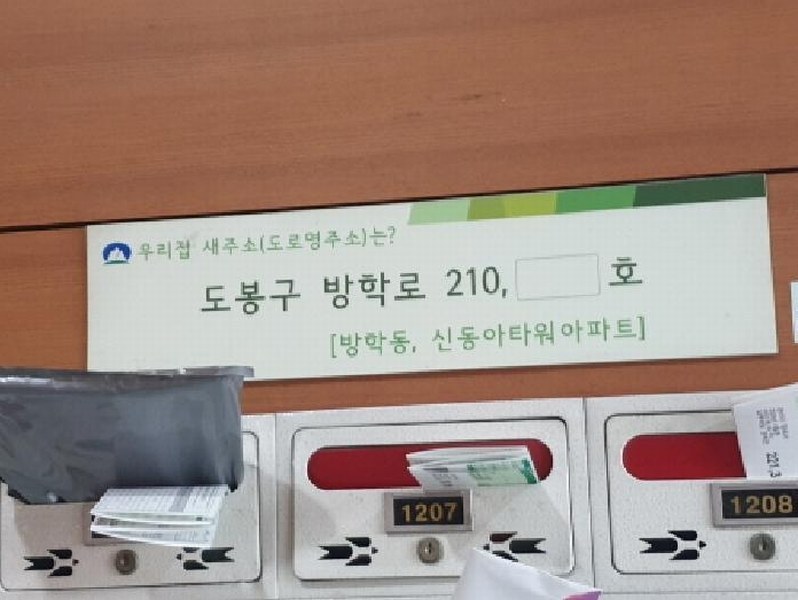 우리집 새주소(도로명주소)는?
도봉구 방학로 210, 호
[방학동, 신동아타워아파트]
1207
1208